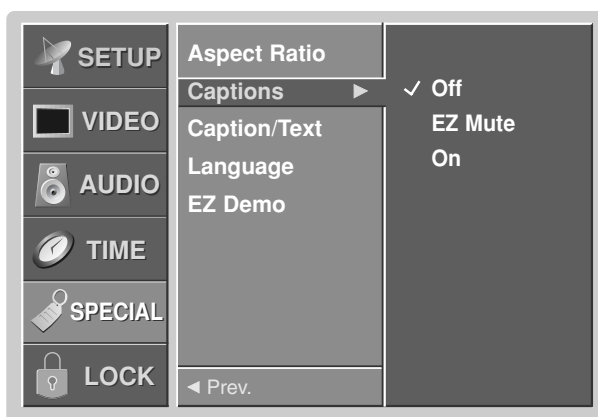 SETUP
VIDEO
AUDIO
TIME
SPECIAL
LOCK
Aspect Ratio
Captions ►
Caption/Text
Language
EZ Demo
◄ Prev.
✓ Off
EZ Mute
On